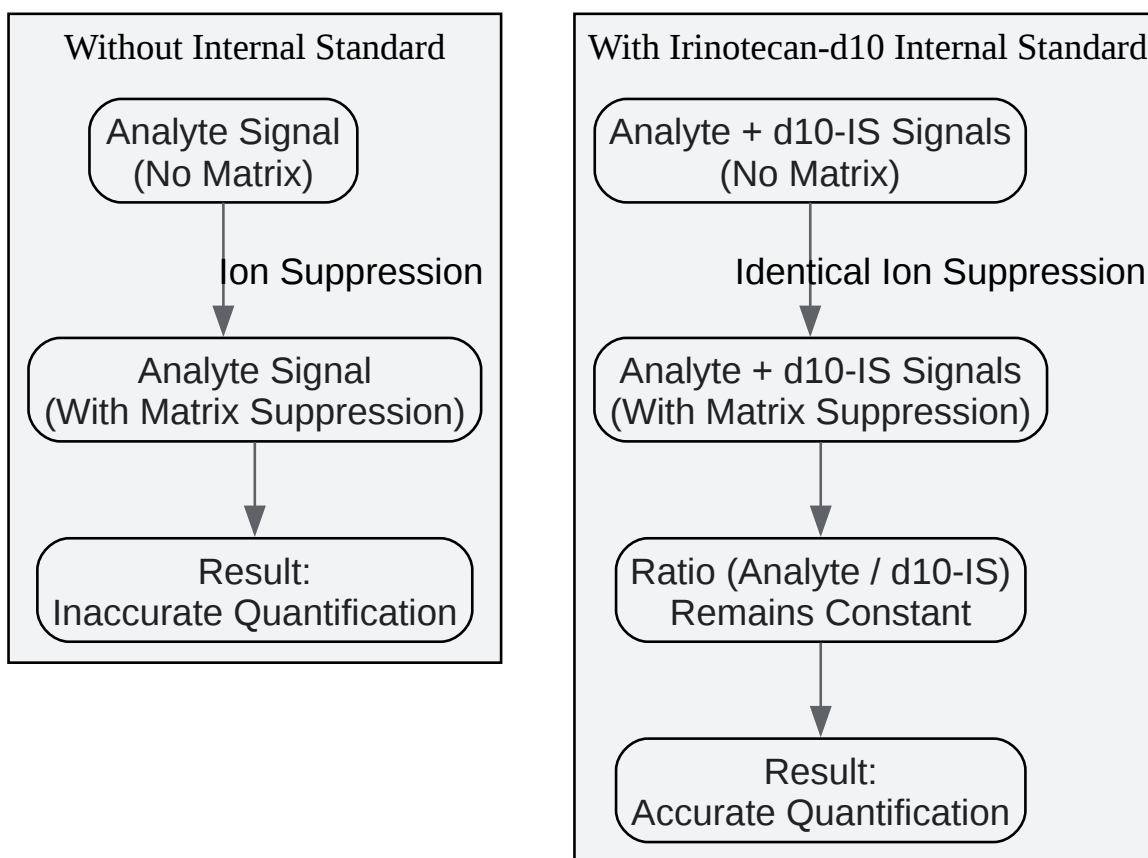 Without Internal Standard
Analyte Signal
(No Matrix)
Ion Suppression
Analyte Signal
(With Matrix Suppression)
Result:
Inaccurate Quantification
With Irinotecan-d10 Internal Standard
Analyte + d10-IS Signals
(No Matrix)
Identical Ion Suppression
Analyte + d10-IS Signals
(With Matrix Suppression)
Ratio (Analyte / d10-IS)
Remains Constant
Result:
Accurate Quantification